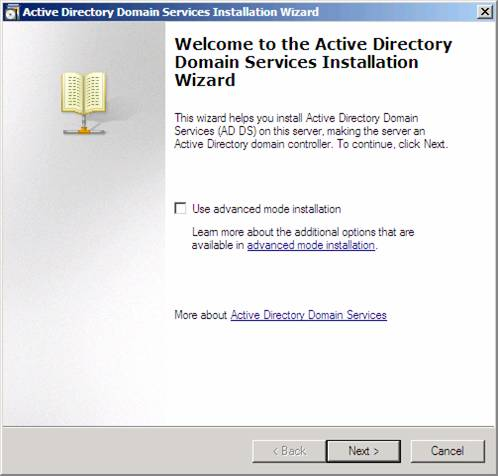 Active Directory Domain Services Installation Wizard
Welcome to the Active Directory
Domain Services Installation
Wizard
This wizard helps you install Active Directory Domain
Services (AD DS) on this server, making the server an
Active Directory domain controller. To continue, click Next.
Use advanced mode installation
Learn more about the additional options that are
available in advanced mode installation.
More about Active Directory Domain Services
< Back
Next >
Cancel